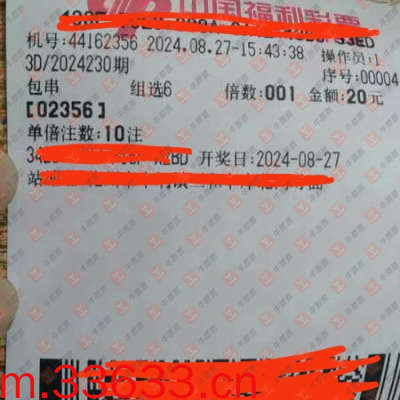 中国福利彩票
机号:44162356 2024.08.27-15:43:38 操作员:1
3D/2024230期 序号:00004
包串 组选6 倍数:001 金额:20元
【02356】
单倍注数:10注
开奖日:2024-08-27
站
m.33633.cn